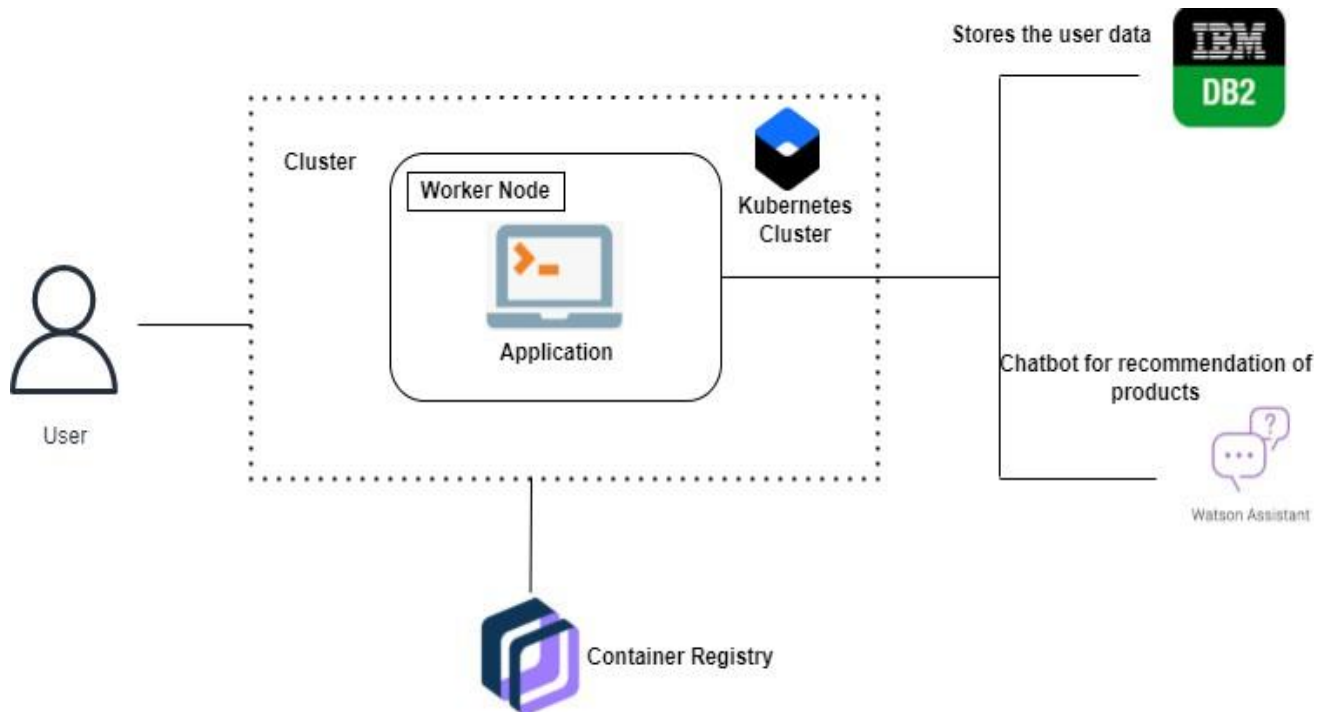 Stores the user data
IBM
DB2
Cluster
Worker Node
Kubernetes
Cluster
Application
User
Chatbot for recommendation of
products
Watson Assistant
Container Registry